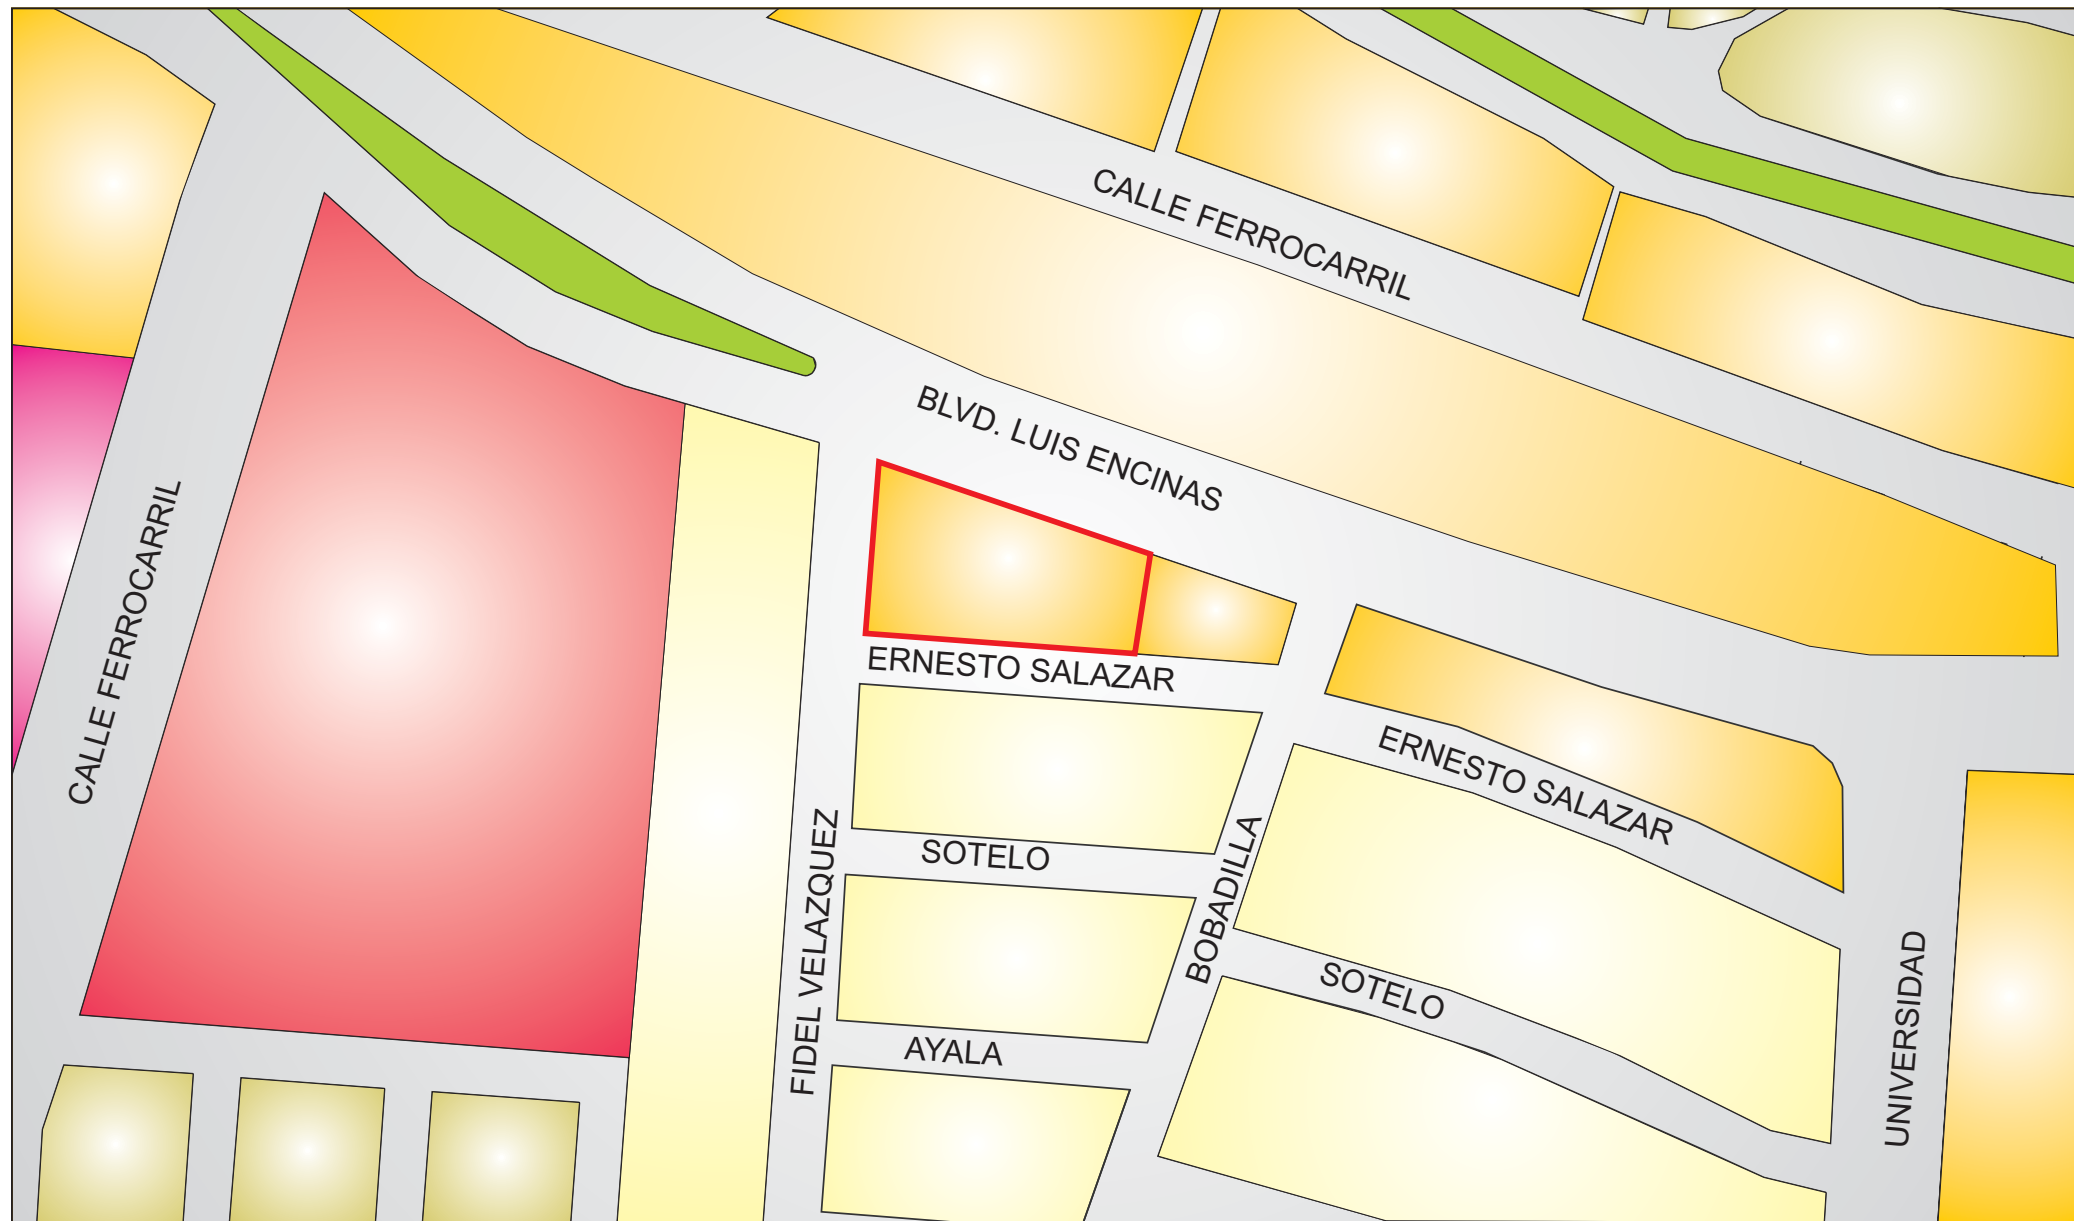 CALLE FERROCARRIL
BLVD. LUIS ENCINAS
CALLE FERROCARRIL
ERNESTO SALAZAR
ERNESTO SALAZAR
SOTELO
FIDEL VELAZQUEZ
BOBADILLA
SOTELO
UNIVERSIDAD
AYALA